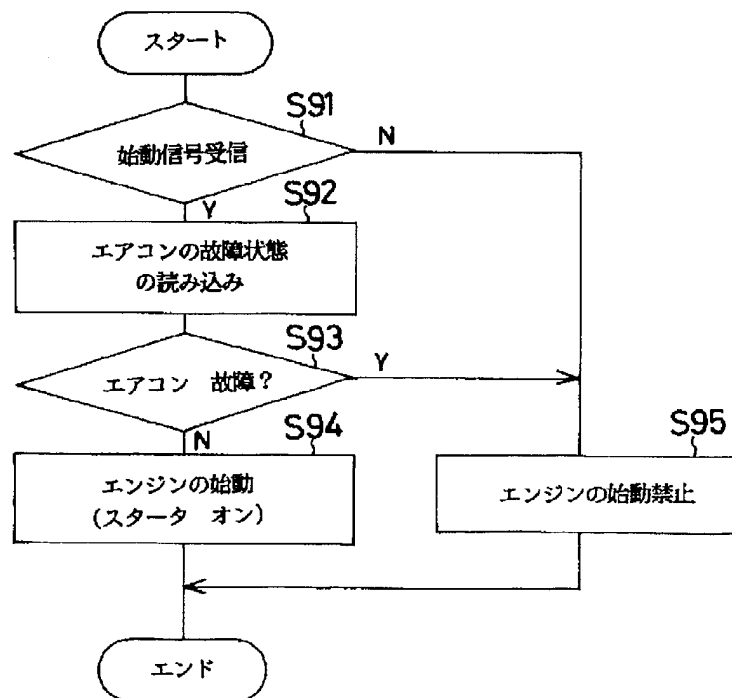 スタート
S91
始動信号受信
N
Y
S92
エアコンの故障状態
の読み込み
S93
エアコン 故障?
Y
N
S94
エンジンの始動
(スタータ オン)
S95
エンジンの始動禁止
エンド